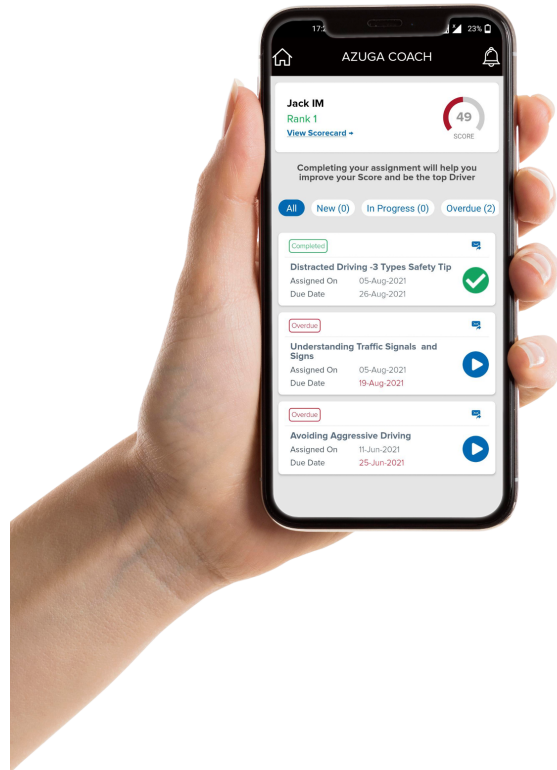 23%
AZUGA COACH
Jack IM
Rank 1
View Scorecard →
49
SCORE
Completing your assignment will help you
improve your Score and be the top Driver
All New (0) In Progress (0) Overdue (2)
Completed
Distracted Driving -3 Types Safety Tip
Assigned On 05-Aug-2021
Due Date 26-Aug-2021
Overdue
Understanding Traffic Signals and
Signs
Assigned On 05-Aug-2021
Due Date 19-Aug-2021
Overdue
Avoiding Aggressive Driving
Assigned On 11-Jun-2021
Due Date 25-Jun-2021